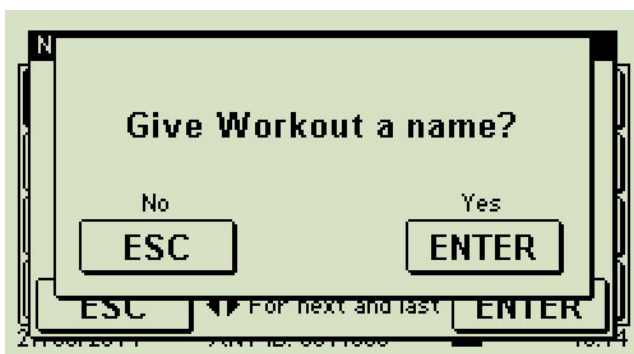 N
Give Workout a name?
No Yes
ESC ENTER
ESC For next and last ENTER